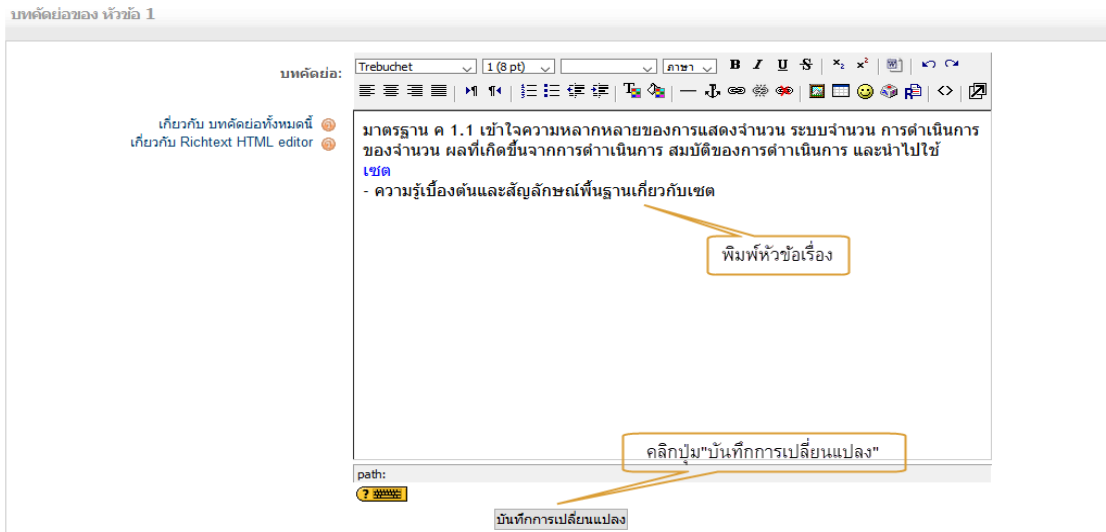 บทคัดย่อของ หัวข้อ 1
บทคัดย่อ:
Trebuchet 1 (8 pt) ภาษา B I U S ×₂ ×²
เกี่ยวกับ บทคัดย่อทั้งหมดนี้
เกี่ยวกับ Richtext HTML editor
มาตรฐาน ค 1.1 เข้าใจความหลากหลายของการแสดงจำนวน ระบบจำนวน การดำเนินการ
ของจำนวน ผลที่เกิดขึ้นจากการดำาเนินการ สมบัติของการดำาเนินการ และนำไปใช้
เซต
- ความรู้เบื้องต้นและสัญลักษณ์พื้นฐานเกี่ยวกับเซต
พิมพ์หัวข้อเรื่อง
คลิกปุ่ม"บันทึกการเปลี่ยนแปลง"
path:
?
บันทึกการเปลี่ยนแปลง